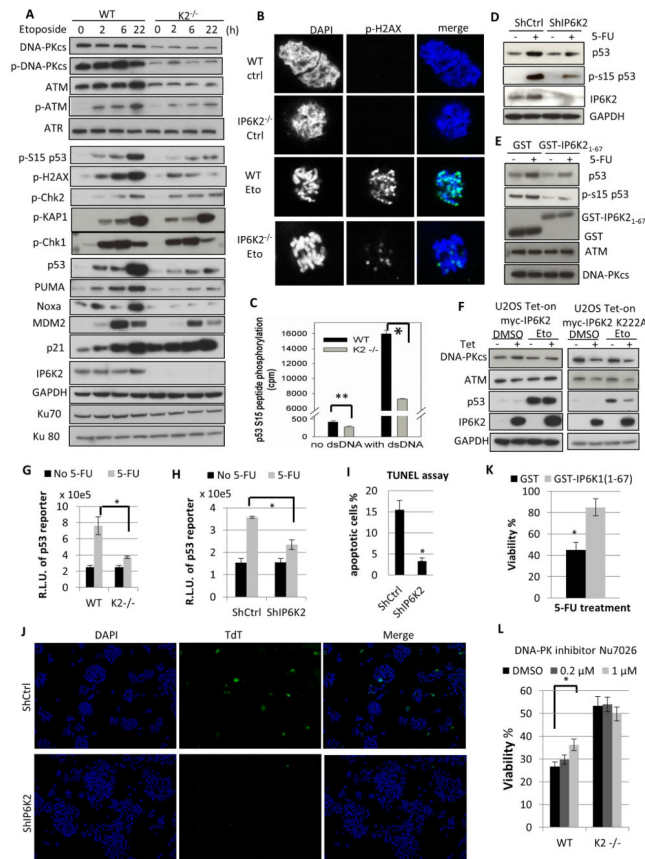 A
WT K2-/-
Etoposide 0 2 6 22 0 2 6 22 (h)
DNA-PKcs
p-DNA-PKcs
ATM
p-ATM
ATR
p-S15 p53
p-H2AX
p-Chk2
p-KAP1
p-Chk1
p53
PUMA
Noxa
MDM2
p21
IP6K2
GAPDH
Ku70
Ku 80
B
DAPI p-H2AX merge
WT
ctrl
IP6K2-/-
Ctrl
WT
Eto
IP6K2-/-
Eto
C
p53 S15 peptide phosphorylation
(cpm)
16000
14000
12000
10000
8000
6000
500
0
WT
K2 -/-
*
**
no dsDNA with dsDNA
D
ShCtrl ShIP6K2
- + - + 5-FU
p53
p-s15 p53
IP6K2
GAPDH
E
GST GST-IP6K2 1-67
- + - + 5-FU
p53
p-s15 p53
GST-IP6K2 1-67
GST
ATM
DNA-PKcs
F
U2OS Tet-on
myc-IP6K2
DMSO Eto
U2OS Tet-on
myc-IP6K2 K222A
DMSO Eto
Tet - + - + - + - +
DNA-PKcs
ATM
p53
IP6K2
GAPDH
G
No 5-FU 5-FU
x 10e5
R.L.U. of p53 reporter
10
8
6
4
2
0
*
WT K2-/-
H
No 5-FU 5-FU
x 10e5
R.L.U. of p53 reporter
4
3
2
1
0
*
ShCtrl ShIP6K2
I
TUNEL assay
apoptotic cells %
20
15
10
5
0
*
ShCtrl
ShIP6K2
K
GST GST-IP6K1(1-67)
Viability %
100
80
60
40
20
0
*
5-FU treatment
J
DAPI TdT Merge
ShCtrl
ShIP6K2
L
DNA-PK inhibitor Nu7026
DMSO 0.2 µM 1 µM
Viability %
60
50
40
30
20
10
0
*
WT K2 -/-